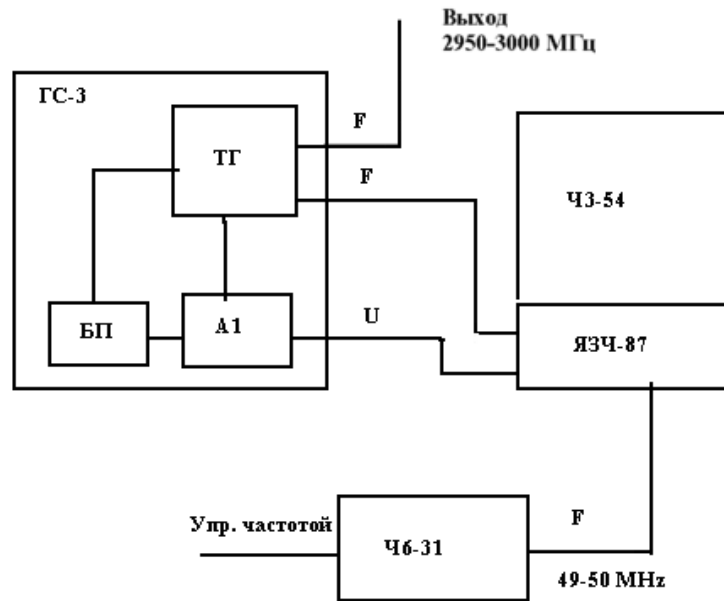 Выход
2950-3000 МГц
ГС-3
ТГ
F
F
Ч3-54
БП
А1
U
ЯЗЧ-87
Упр. частотой
Ч6-31
F
49-50 MHz